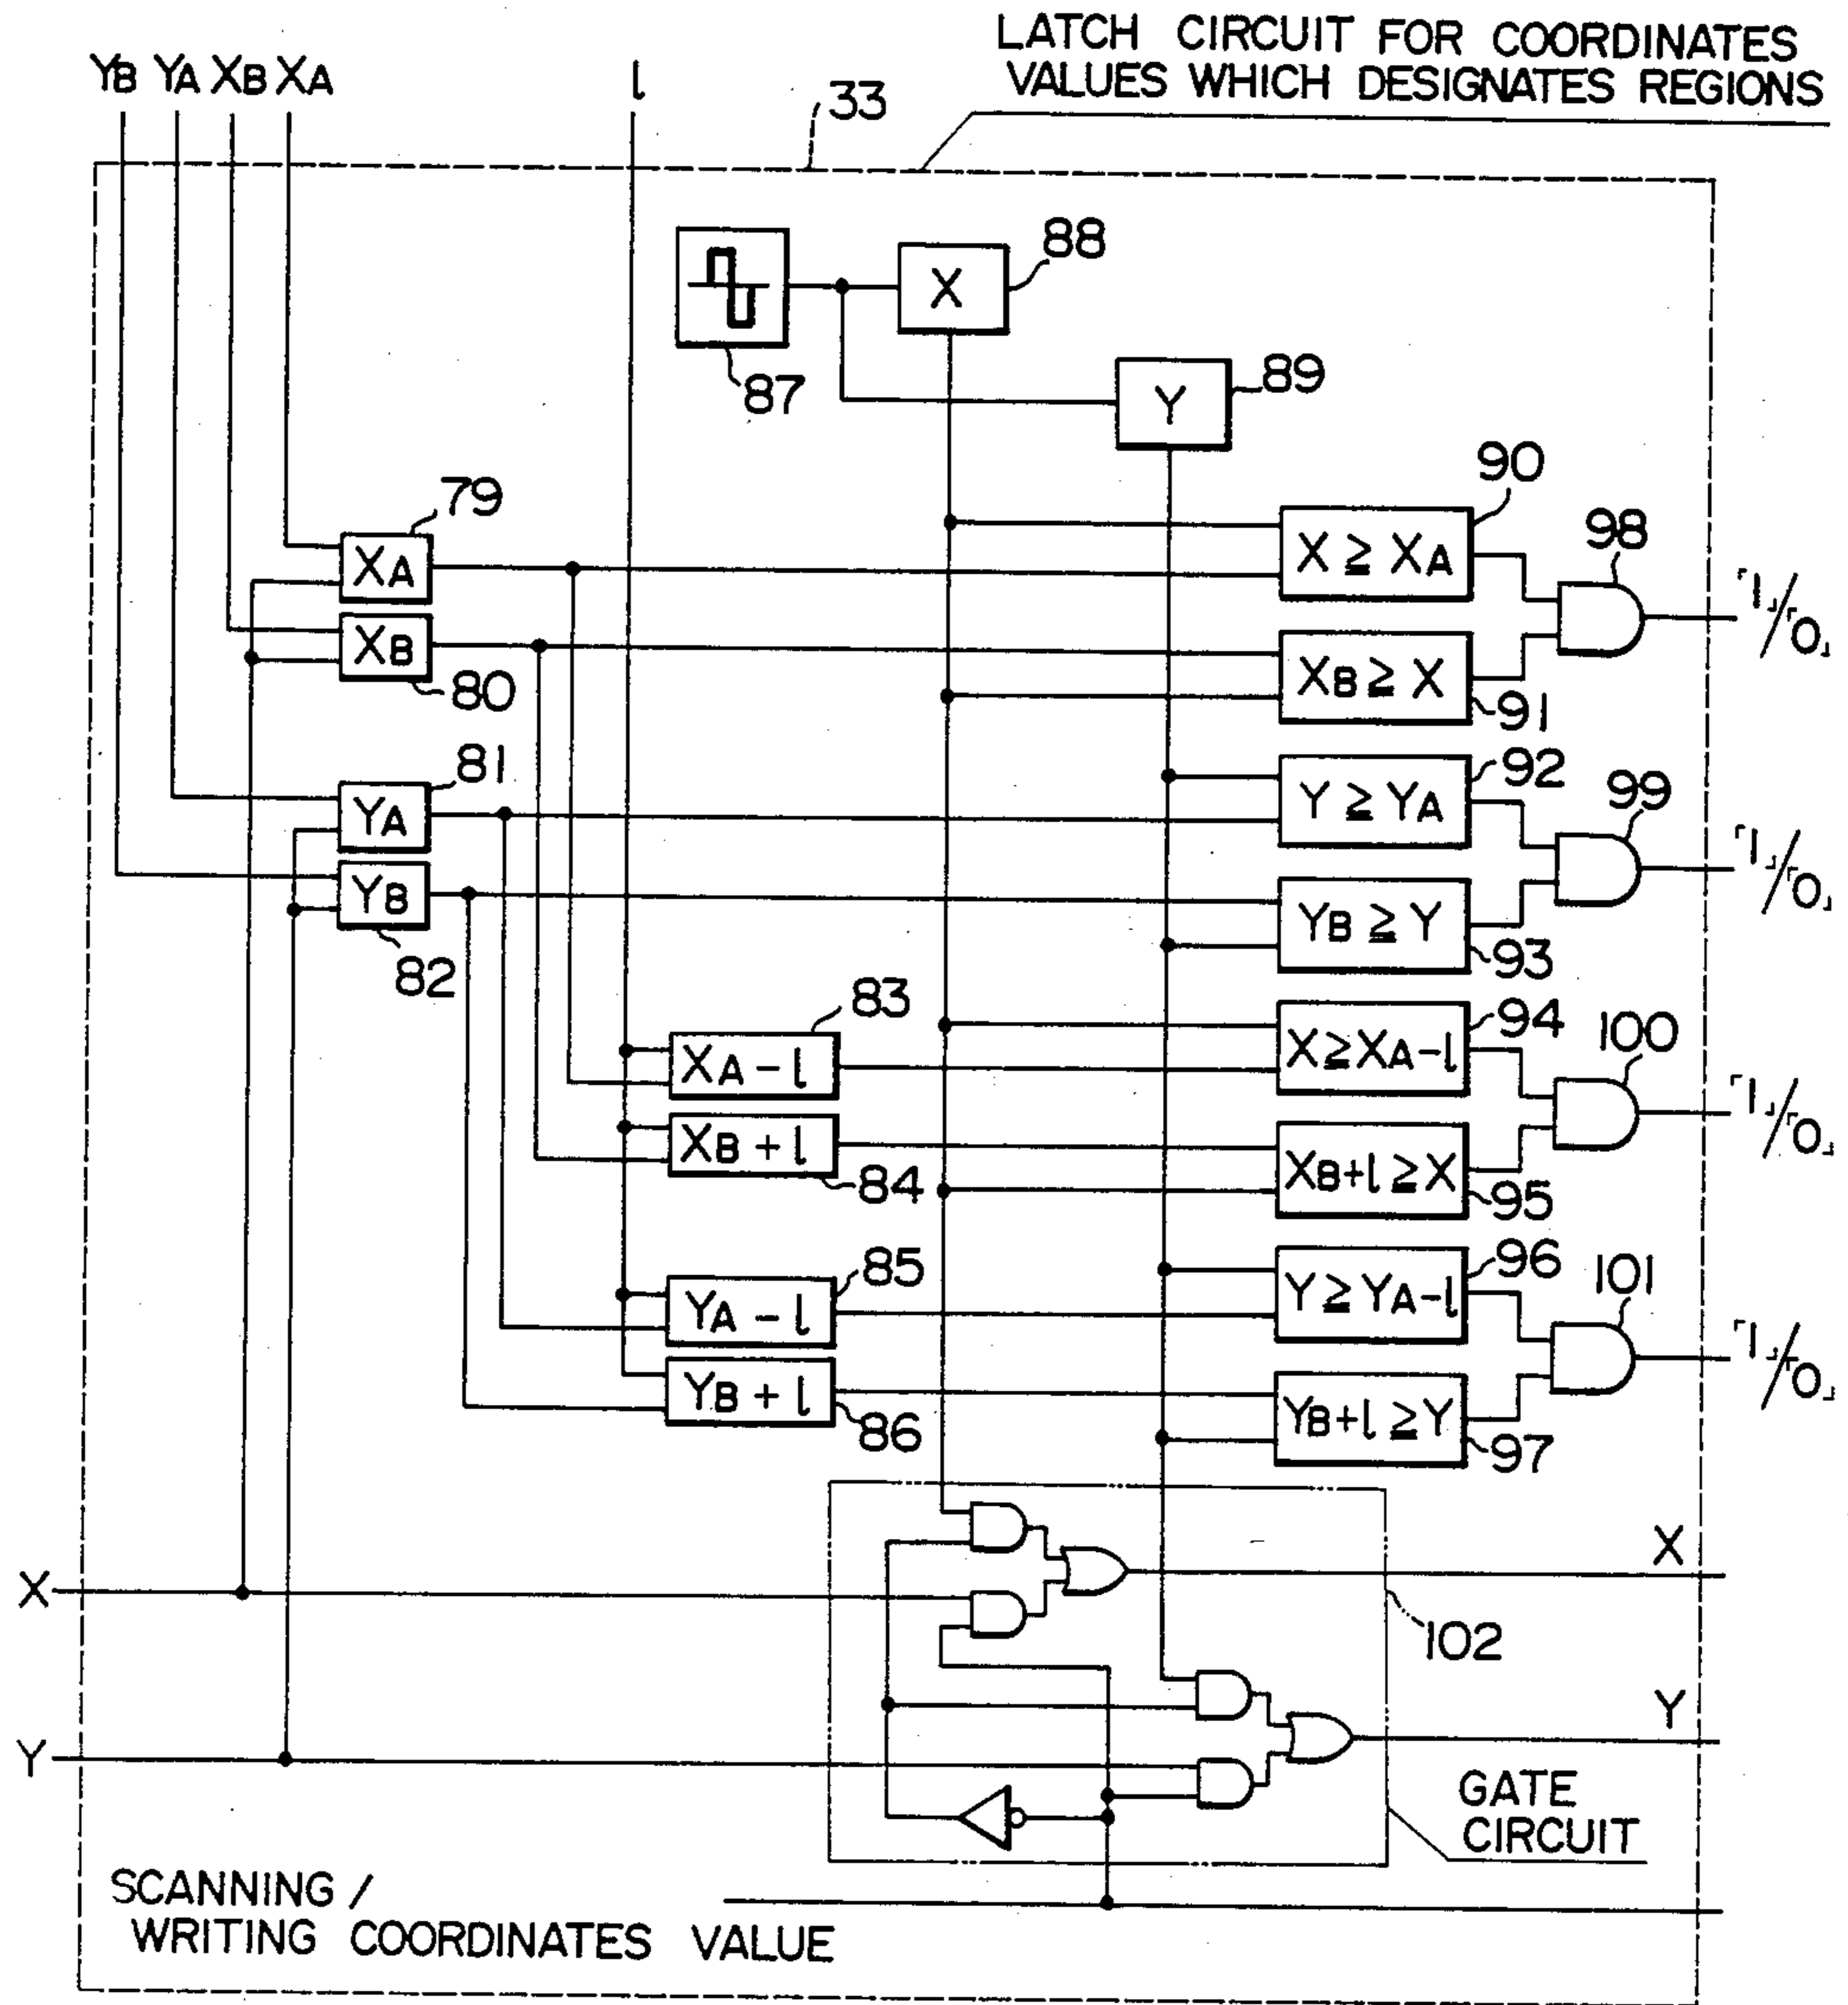 LATCH CIRCUIT FOR COORDINATES
VALUES WHICH DESIGNATES REGIONS
YB YA XB XA l
33
88
X
87
89
Y
90
79
X ≧ XA
98
XA
「1」/「0」
XB
XB ≧ X
80
91
81
92
YA
Y ≧ YA
99
「1」/「0」
YB
YB ≧ Y
82
93
83
94
XA - l
X≧XA-l
100
「1」/「0」
XB + l
XB+l ≧ X
84
95
85
96
YA - l
Y ≧ YA-l
101
「1」/「0」
YB + l
YB+l ≧ Y
86
97
X
X
102
Y
Y
GATE
CIRCUIT
SCANNING /
WRITING COORDINATES VALUE